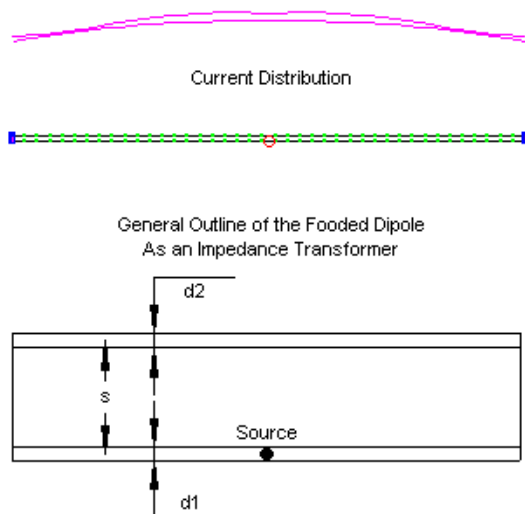 Current Distribution
General Outline of the Fooded Dipole
As an Impedance Transformer
d2
s
Source
d1